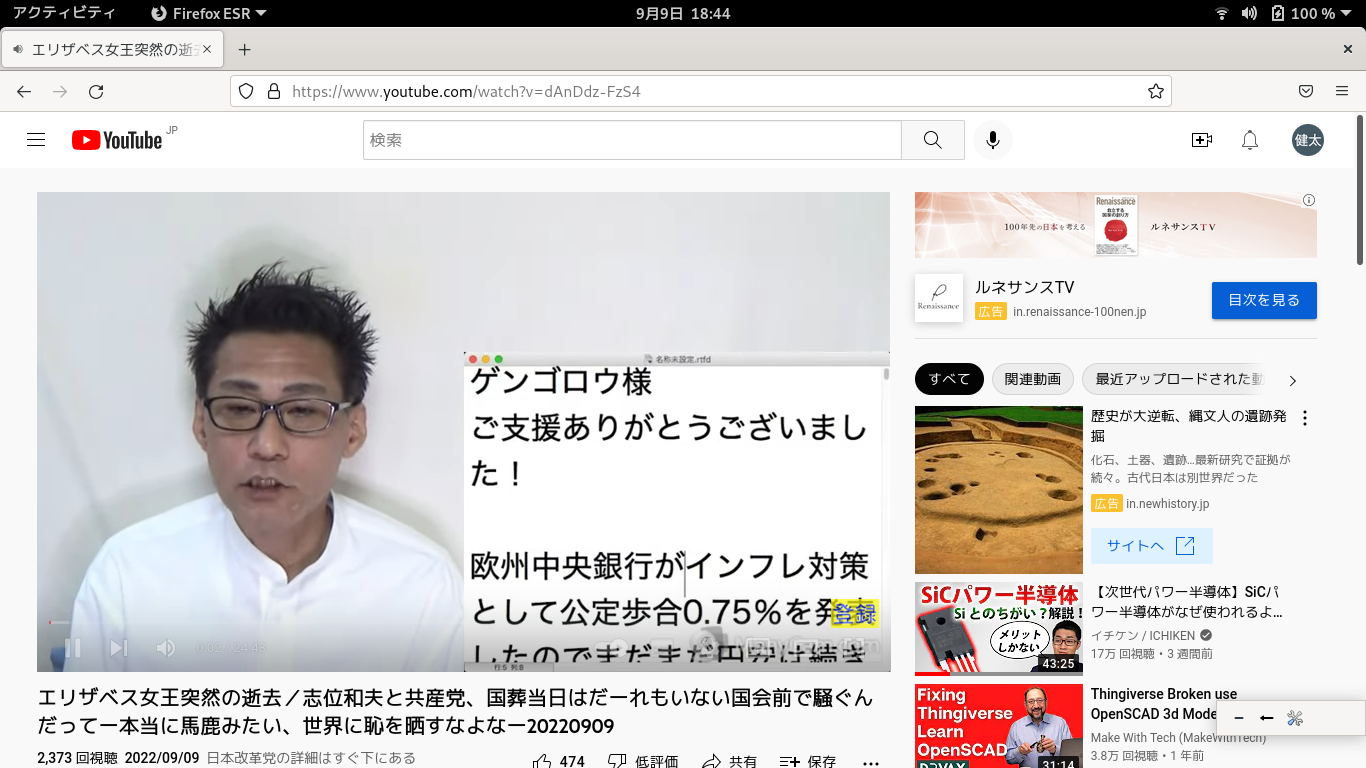 アクティビティ
Firefox ESR
9月9日 18:44
100 %
エリザベス女王突然の逝去
https://www.youtube.com/watch?v=dAnDdz-FzS4
YouTube JP
検索
健太
名称未設定.rtfd
ゲンゴロウ様
ご支援ありがとうございまし
た！
欧州中央銀行がインフレ対策
として公定歩合0.75%を発
登録
したのでまだまだ円安は続き
行:5 列:8
0:02 / 24:48
エリザベス女王突然の逝去／志位和夫と共産党、国葬当日はだーれもいない国会前で騒ぐん
だってー本当に馬鹿みたい、世界に恥を晒すなよなー20220909
2,373 回視聴 2022/09/09 日本改革党の詳細はすぐ下にある
474 低評価 共有 保存
Renaissance
自立する
国家の創り方
100年先の日本を考える
ルネサンスTV
Renaissance
ルネサンスTV
広告 in.renaissance-100nen.jp
目次を見る
すべて 関連動画 最近アップロードされた動
歴史が大逆転、縄文人の遺跡発
掘
化石、土器、遺跡...最新研究で証拠が
続々。古代日本は別世界だった
広告 in.newhistory.jp
サイトへ
SiCパワー半導体
Si とのちがい？解説！
メリット
しかない
43:25
【次世代パワー半導体】SiCパ
ワー半導体がなぜ使われるよ...
イチケン / ICHIKEN
17万 回視聴・3 週間前
Fixing
Thingiverse
Learn
OpenSCAD
31:14
Thingiverse Broken use
OpenSCAD 3d Mode
Make With Tech (MakeWithTech)
3.8万 回視聴・1 年前